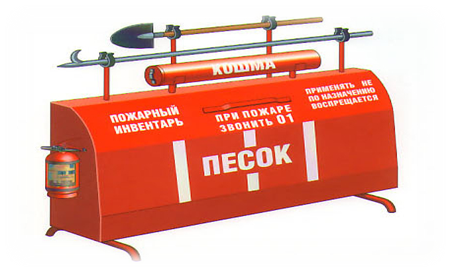 КОШМА
ПОЖАРНЫЙ
ИНВЕНТАРЬ
ПРИ ПОЖАРЕ
ЗВОНИТЬ 01
ПРИМЕНЯТЬ НЕ
ПО НАЗНАЧЕНИЮ
ВОСПРЕЩАЕТСЯ
ПЕСОК